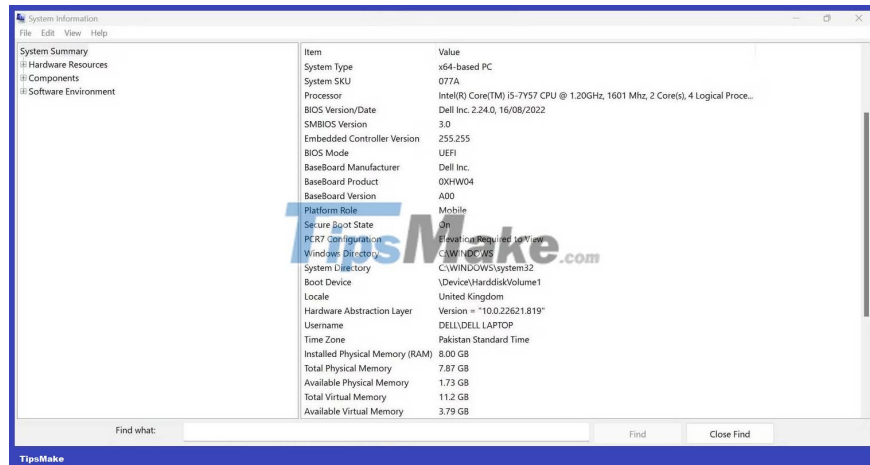 System Information
File Edit View Help
System Summary
Hardware Resources
Components
Software Environment
Item Value
System Type x64-based PC
System SKU 077A
Processor Intel(R) Core(TM) i5-7Y57 CPU @ 1.20GHz, 1601 Mhz, 2 Core(s), 4 Logical Proce...
BIOS Version/Date Dell Inc. 2.24.0, 16/08/2022
SMBIOS Version 3.0
Embedded Controller Version 255.255
BIOS Mode UEFI
BaseBoard Manufacturer Dell Inc.
BaseBoard Product 0XHW04
BaseBoard Version A00
Platform Role Mobile
Secure Boot State On
PCR7 Configuration Elevation Required to View
Windows Directory C:\WINDOWS
System Directory C:\WINDOWS\system32
Boot Device \Device\HarddiskVolume1
Locale United Kingdom
Hardware Abstraction Layer Version = "10.0.22621.819"
Username DELL\DELL LAPTOP
Time Zone Pakistan Standard Time
Installed Physical Memory (RAM) 8.00 GB
Total Physical Memory 7.87 GB
Available Physical Memory 1.73 GB
Total Virtual Memory 11.2 GB
Available Virtual Memory 3.79 GB
TipsMake.com
Find what: Find Close Find
TipsMake